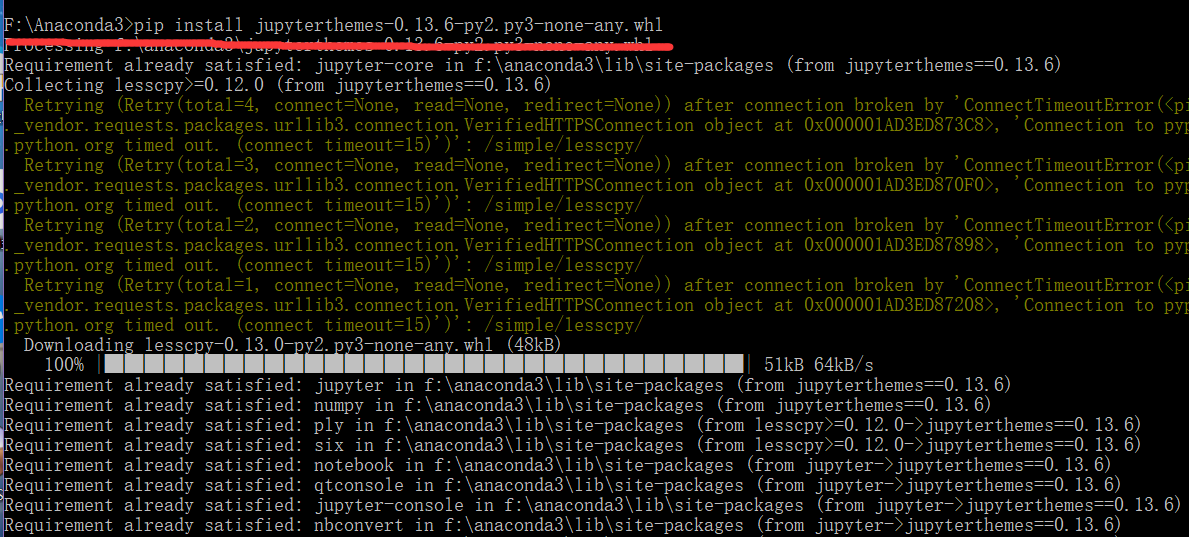 F:\Anaconda3>pip install jupyterthemes-0.13.6-py2.py3-none-any.whl
Processing f:\anaconda3\jupyterthemes-0.13.6-py2.py3-none-any.whl
Requirement already satisfied: jupyter-core in f:\anaconda3\lib\site-packages (from jupyterthemes==0.13.6)
Collecting lesscpy>=0.12.0 (from jupyterthemes==0.13.6)
  Retrying (Retry(total=4, connect=None, read=None, redirect=None)) after connection broken by 'ConnectTimeoutError(<pi
._vendor.requests.packages.urllib3.connection.VerifiedHTTPSConnection object at 0x000001AD3ED873C8>, 'Connection to pyp
.python.org timed out. (connect timeout=15)')': /simple/lesscpy/
  Retrying (Retry(total=3, connect=None, read=None, redirect=None)) after connection broken by 'ConnectTimeoutError(<pi
._vendor.requests.packages.urllib3.connection.VerifiedHTTPSConnection object at 0x000001AD3ED870F0>, 'Connection to pyp
.python.org timed out. (connect timeout=15)')': /simple/lesscpy/
  Retrying (Retry(total=2, connect=None, read=None, redirect=None)) after connection broken by 'ConnectTimeoutError(<pi
._vendor.requests.packages.urllib3.connection.VerifiedHTTPSConnection object at 0x000001AD3ED87898>, 'Connection to pyp
.python.org timed out. (connect timeout=15)')': /simple/lesscpy/
  Retrying (Retry(total=1, connect=None, read=None, redirect=None)) after connection broken by 'ConnectTimeoutError(<pi
._vendor.requests.packages.urllib3.connection.VerifiedHTTPSConnection object at 0x000001AD3ED87208>, 'Connection to pyp
.python.org timed out. (connect timeout=15)')': /simple/lesscpy/
  Downloading lesscpy-0.13.0-py2.py3-none-any.whl (48kB)
    100% | | 51kB 64kB/s
Requirement already satisfied: jupyter in f:\anaconda3\lib\site-packages (from jupyterthemes==0.13.6)
Requirement already satisfied: numpy in f:\anaconda3\lib\site-packages (from jupyterthemes==0.13.6)
Requirement already satisfied: ply in f:\anaconda3\lib\site-packages (from lesscpy>=0.12.0->jupyterthemes==0.13.6)
Requirement already satisfied: six in f:\anaconda3\lib\site-packages (from lesscpy>=0.12.0->jupyterthemes==0.13.6)
Requirement already satisfied: notebook in f:\anaconda3\lib\site-packages (from jupyter->jupyterthemes==0.13.6)
Requirement already satisfied: qtconsole in f:\anaconda3\lib\site-packages (from jupyter->jupyterthemes==0.13.6)
Requirement already satisfied: jupyter-console in f:\anaconda3\lib\site-packages (from jupyter->jupyterthemes==0.13.6)
Requirement already satisfied: nbconvert in f:\anaconda3\lib\site-packages (from jupyter->jupyterthemes==0.13.6)